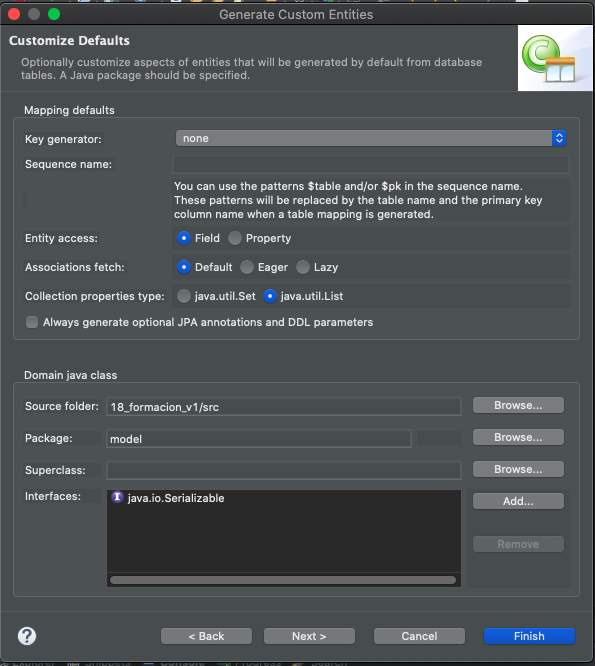 Generate Custom Entities
Customize Defaults
Optionally customize aspects of entities that will be generated by default from database
tables. A Java package should be specified.
Mapping defaults
Key generator: none
Sequence name:
You can use the patterns $table and/or $pk in the sequence name.
These patterns will be replaced by the table name and the primary key
column name when a table mapping is generated.
Entity access: Field Property
Associations fetch: Default Eager Lazy
Collection properties type: java.util.Set java.util.List
Always generate optional JPA annotations and DDL parameters
Domain java class
Source folder: 18_formacion_v1/src Browse...
Package: model Browse...
Superclass: Browse...
Interfaces: java.io.Serializable Add...
Remove
? < Back Next > Cancel Finish
Explorer Snippets Console Progress Search